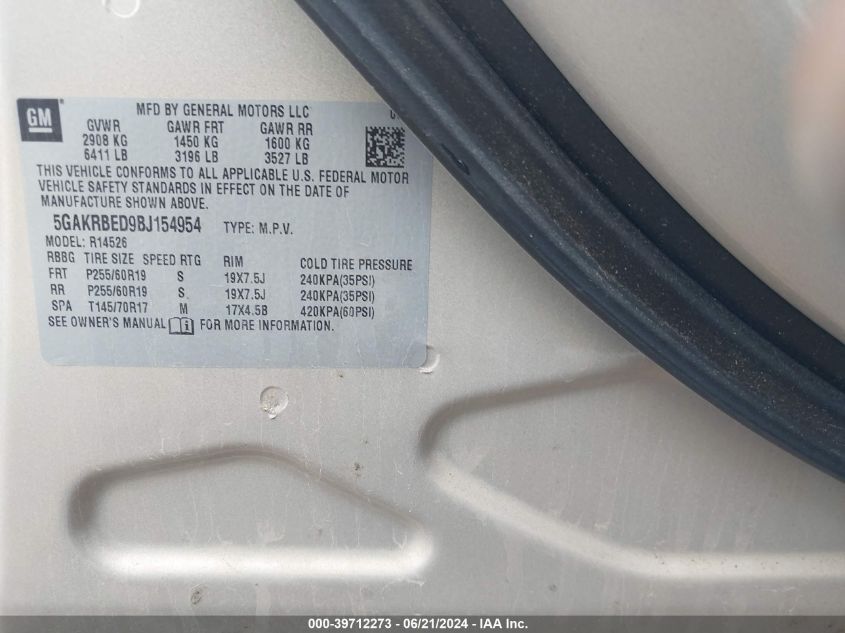 GM
MFD BY GENERAL MOTORS LLC
GVWR GAWR FRT GAWR RR
2908 KG 1450 KG 1600 KG
6411 LB 3196 LB 3527 LB
THIS VEHICLE CONFORMS TO ALL APPLICABLE U.S. FEDERAL MOTOR
VEHICLE SAFETY STANDARDS IN EFFECT ON THE DATE OF
MANUFACTURE SHOWN ABOVE.
5GAKRBED9BJ154954 TYPE: M.P.V.
MODEL: R14526
RBBG TIRE SIZE SPEED RTG RIM COLD TIRE PRESSURE
FRT P255/60R19 S 19X7.5J 240KPA(35PSI)
RR P255/60R19 S 19X7.5J 240KPA(35PSI)
SPA T145/70R17 M 17X4.5B 420KPA(60PSI)
SEE OWNER'S MANUAL FOR MORE INFORMATION.
000-39712273 - 06/21/2024 - IAA Inc.